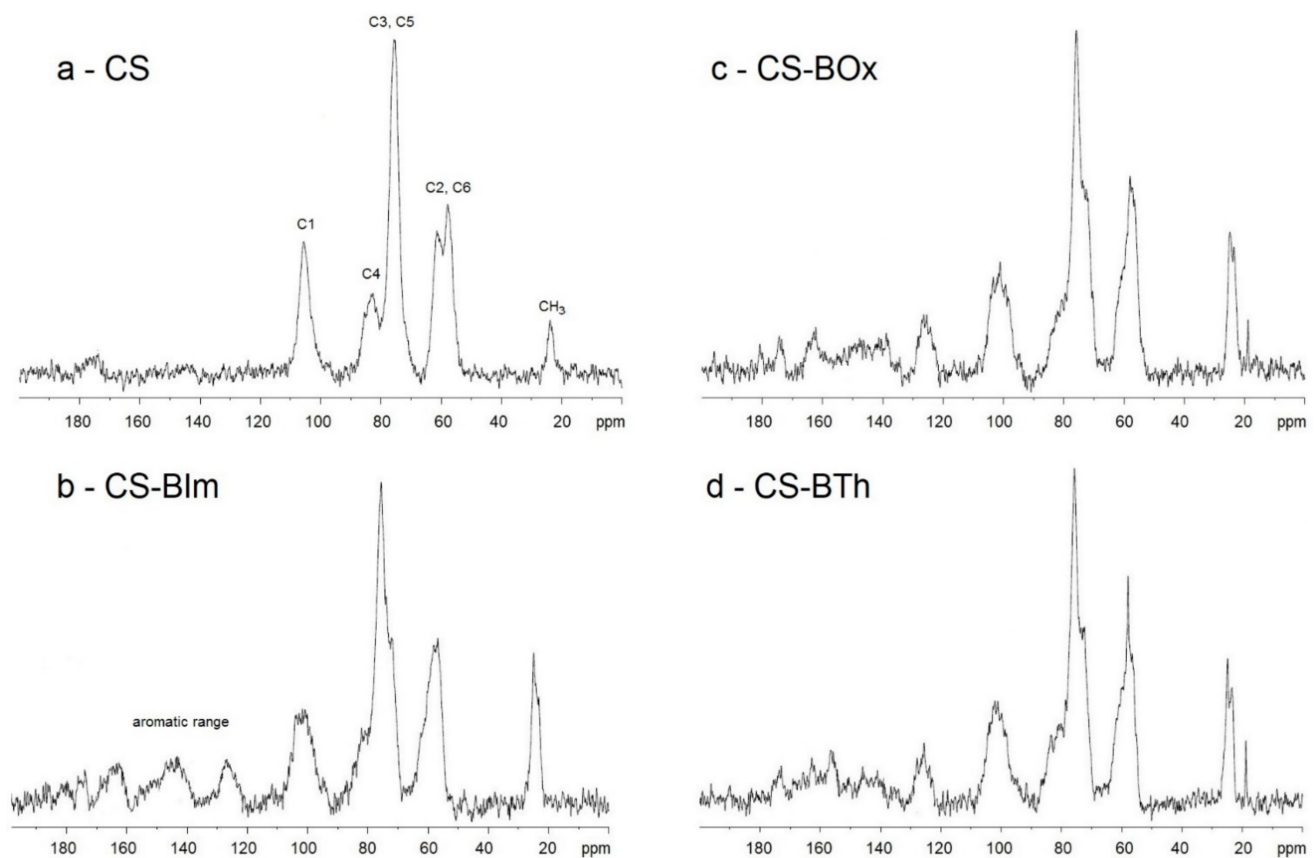 a - CS
C3, C5
C2, C6
C1
C4
CH3
180 160 140 120 100 80 60 40 20 ppm
c - CS-BOx
180 160 140 120 100 80 60 40 20 ppm
b - CS-BIm
aromatic range
180 160 140 120 100 80 60 40 20 ppm
d - CS-BTh
180 160 140 120 100 80 60 40 20 ppm